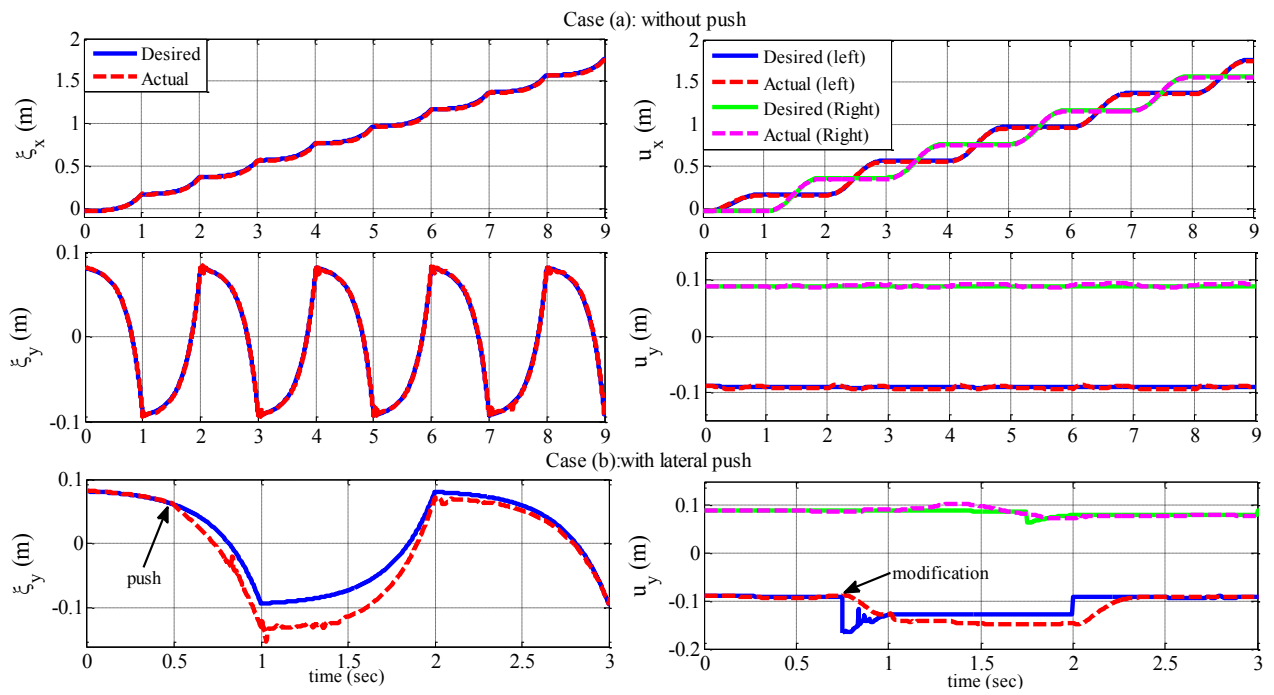 Case (a): without push
2
1.5
1
0.5
0
ξx (m)
Desired
Actual
0 1 2 3 4 5 6 7 8 9
2
1.5
1
0.5
0
ux (m)
Desired (left)
Actual (left)
Desired (Right)
Actual (Right)
0 1 2 3 4 5 6 7 8 9
0.1
0
-0.1
ξy (m)
0 1 2 3 4 5 6 7 8 9
0.1
0
-0.1
uy (m)
0 1 2 3 4 5 6 7 8 9
Case (b):with lateral push
0.1
0
-0.1
ξy (m)
push
0 0.5 1 1.5 2 2.5 3
time (sec)
0.1
0
-0.1
-0.2
uy (m)
modification
0 0.5 1 1.5 2 2.5 3
time (sec)